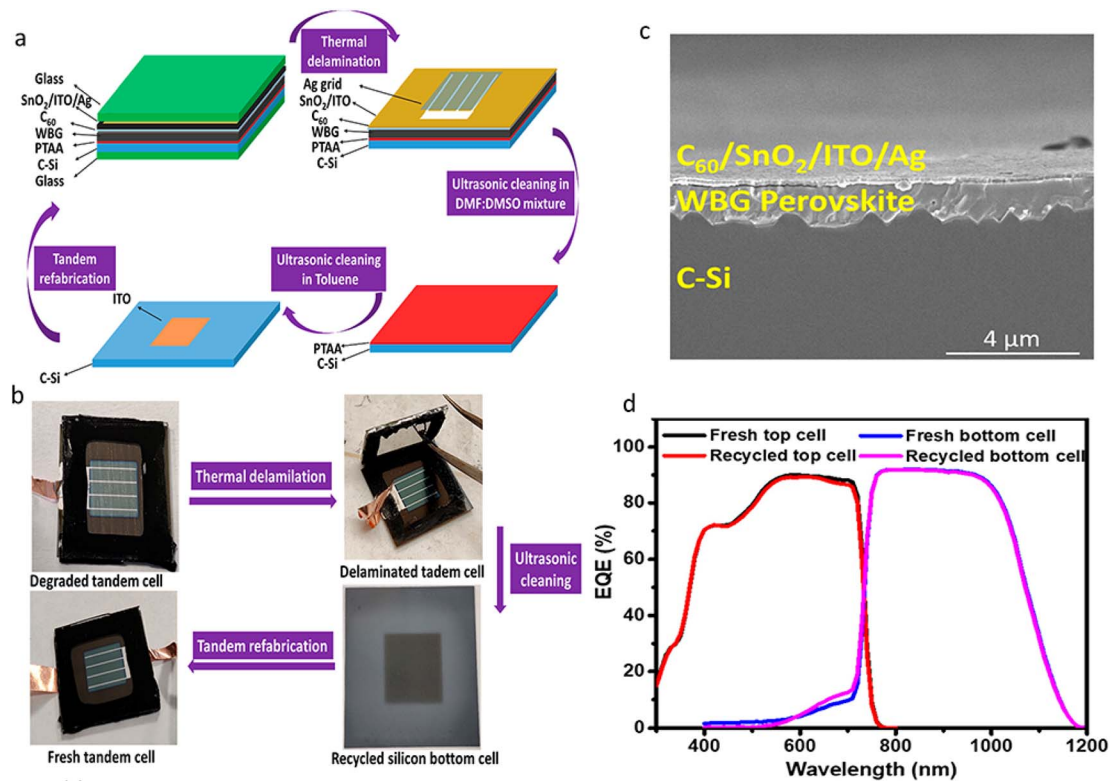 a
Thermal
delamination
Glass
SnO₂/ITO/Ag
C₆₀
WBG
PTAA
C-Si
Glass
Ag grid
SnO₂/ITO
C₆₀
WBG
PTAA
C-Si
Ultrasonic cleaning in
DMF:DMSO mixture
Tandem
refabrication
Ultrasonic cleaning
in Toluene
ITO
C-Si
PTAA
C-Si
b
Thermal delamilation
Degraded tandem cell
Delaminated tadem cell
Ultrasonic
cleaning
Tandem refabrication
Fresh tandem cell
Recycled silicon bottom cell
c
C₆₀/SnO₂/ITO/Ag
WBG Perovskite
C-Si
4 µm
d
Fresh top cell
Fresh bottom cell
Recycled top cell
Recycled bottom cell
EQE (%)
100
80
60
40
20
0
400 600 800 1000 1200
Wavelength (nm)